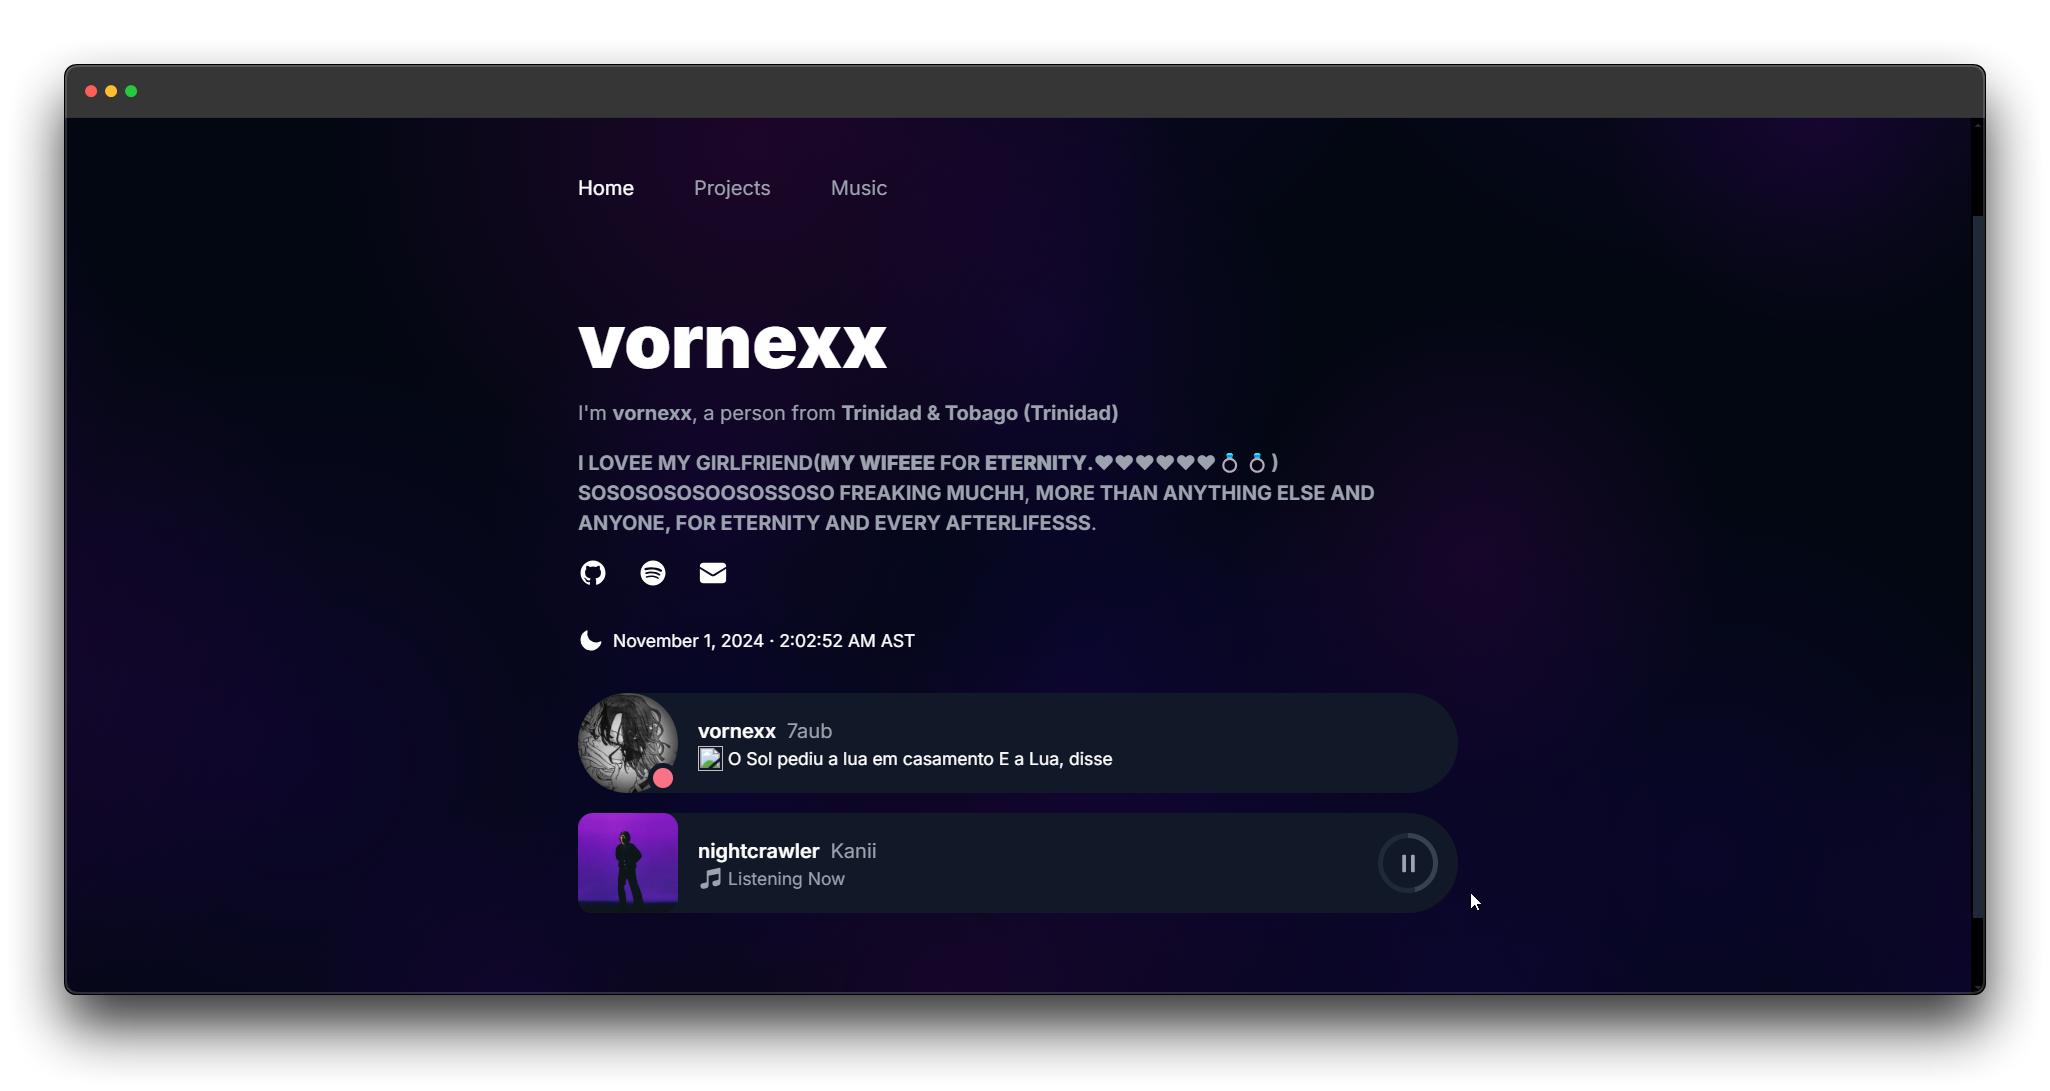 Home Projects Music
vornexx
I'm vornexx, a person from Trinidad & Tobago (Trinidad)
I LOVEE MY GIRLFRIEND(MY WIFEEE FOR ETERNITY.♥♥♥♥♥♥💍💍)
SOSOSOSOSOOSOSSOSO FREAKING MUCHH, MORE THAN ANYTHING ELSE AND
ANYONE, FOR ETERNITY AND EVERY AFTERLIFESSS.
November 1, 2024 · 2:02:52 AM AST
vornexx 7aub
O Sol pediu a lua em casamento E a Lua, disse
nightcrawler Kanii
Listening Now